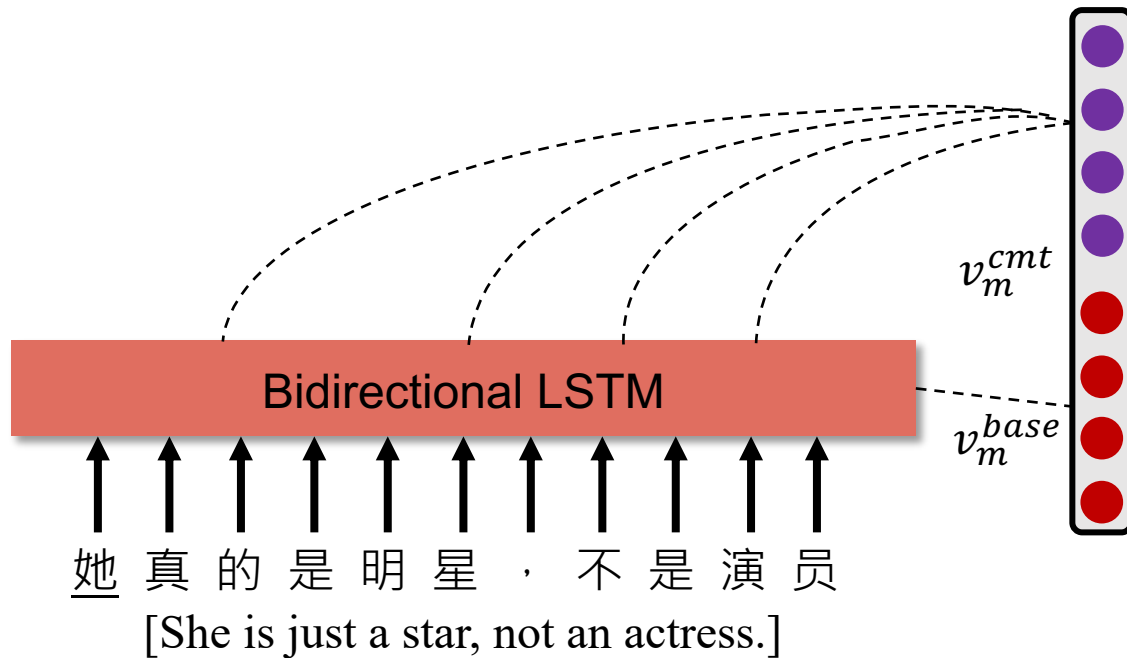 v_m^{cmt}
Bidirectional LSTM
v_m^{base}
她真的是明星，不是演员
[She is just a star, not an actress.]